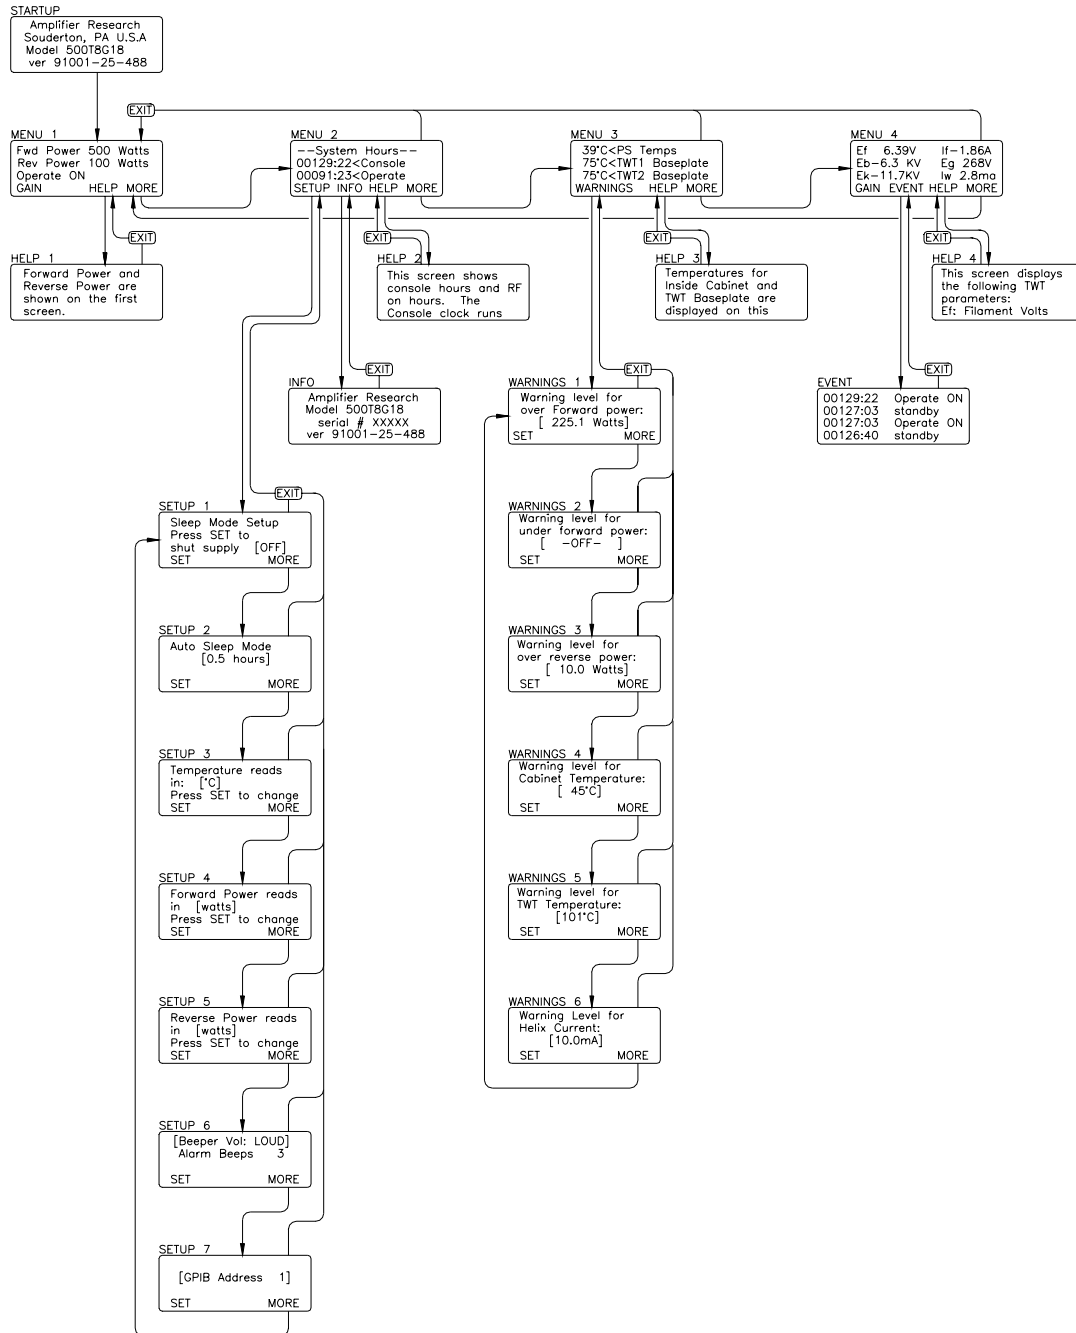 STARTUP
Amplifier Research
Souderton, PA U.S.A
Model 500T8G18
ver 91001-25-488
EXIT
MENU 1
Fwd Power 500 Watts
Rev Power 100 Watts
Operate ON
GAIN HELP MORE
MENU 2
--System Hours--
00129:22<Console
00091:23<Operate
SETUP INFO HELP MORE
MENU 3
39°C<PS Temps
75°C<TWT1 Baseplate
75°C<TWT2 Baseplate
WARNINGS HELP MORE
MENU 4
Ef 6.39V If-1.86A
Eb-6.3 KV Eg 268V
Ek-11.7KV Iw 2.8ma
GAIN EVENT HELP MORE
EXIT
EXIT
EXIT
EXIT
HELP 1
Forward Power and
Reverse Power are
shown on the first
screen.
HELP 2
This screen shows
console hours and RF
on hours. The
Console clock runs
HELP 3
Temperatures for
Inside Cabinet and
TWT Baseplate are
displayed on this
HELP 4
This screen displays
the following TWT
parameters:
Ef: Filament Volts
EXIT
EXIT
EXIT
INFO
Amplifier Research
Model 500T8G18
serial # XXXXX
ver 91001-25-488
WARNINGS 1
Warning level for
over Forward power:
[ 225.1 Watts]
SET MORE
EVENT
00129:22 Operate ON
00127:03 standby
00127:03 Operate ON
00126:40 standby
EXIT
SETUP 1
Sleep Mode Setup
Press SET to
shut supply [OFF]
SET MORE
WARNINGS 2
Warning level for
under forward power:
[ -OFF- ]
SET MORE
SETUP 2
Auto Sleep Mode
[0.5 hours]
SET MORE
WARNINGS 3
Warning level for
over reverse power:
[ 10.0 Watts]
SET MORE
SETUP 3
Temperature reads
in: [°C]
Press SET to change
SET MORE
WARNINGS 4
Warning level for
Cabinet Temperature:
[ 45°C]
SET MORE
SETUP 4
Forward Power reads
in [watts]
Press SET to change
SET MORE
WARNINGS 5
Warning level for
TWT Temperature:
[101°C]
SET MORE
SETUP 5
Reverse Power reads
in [watts]
Press SET to change
SET MORE
WARNINGS 6
Warning Level for
Helix Current:
[10.0mA]
SET MORE
SETUP 6
[Beeper Vol: LOUD]
Alarm Beeps 3
SET MORE
SETUP 7
[GPIB Address 1]
SET MORE